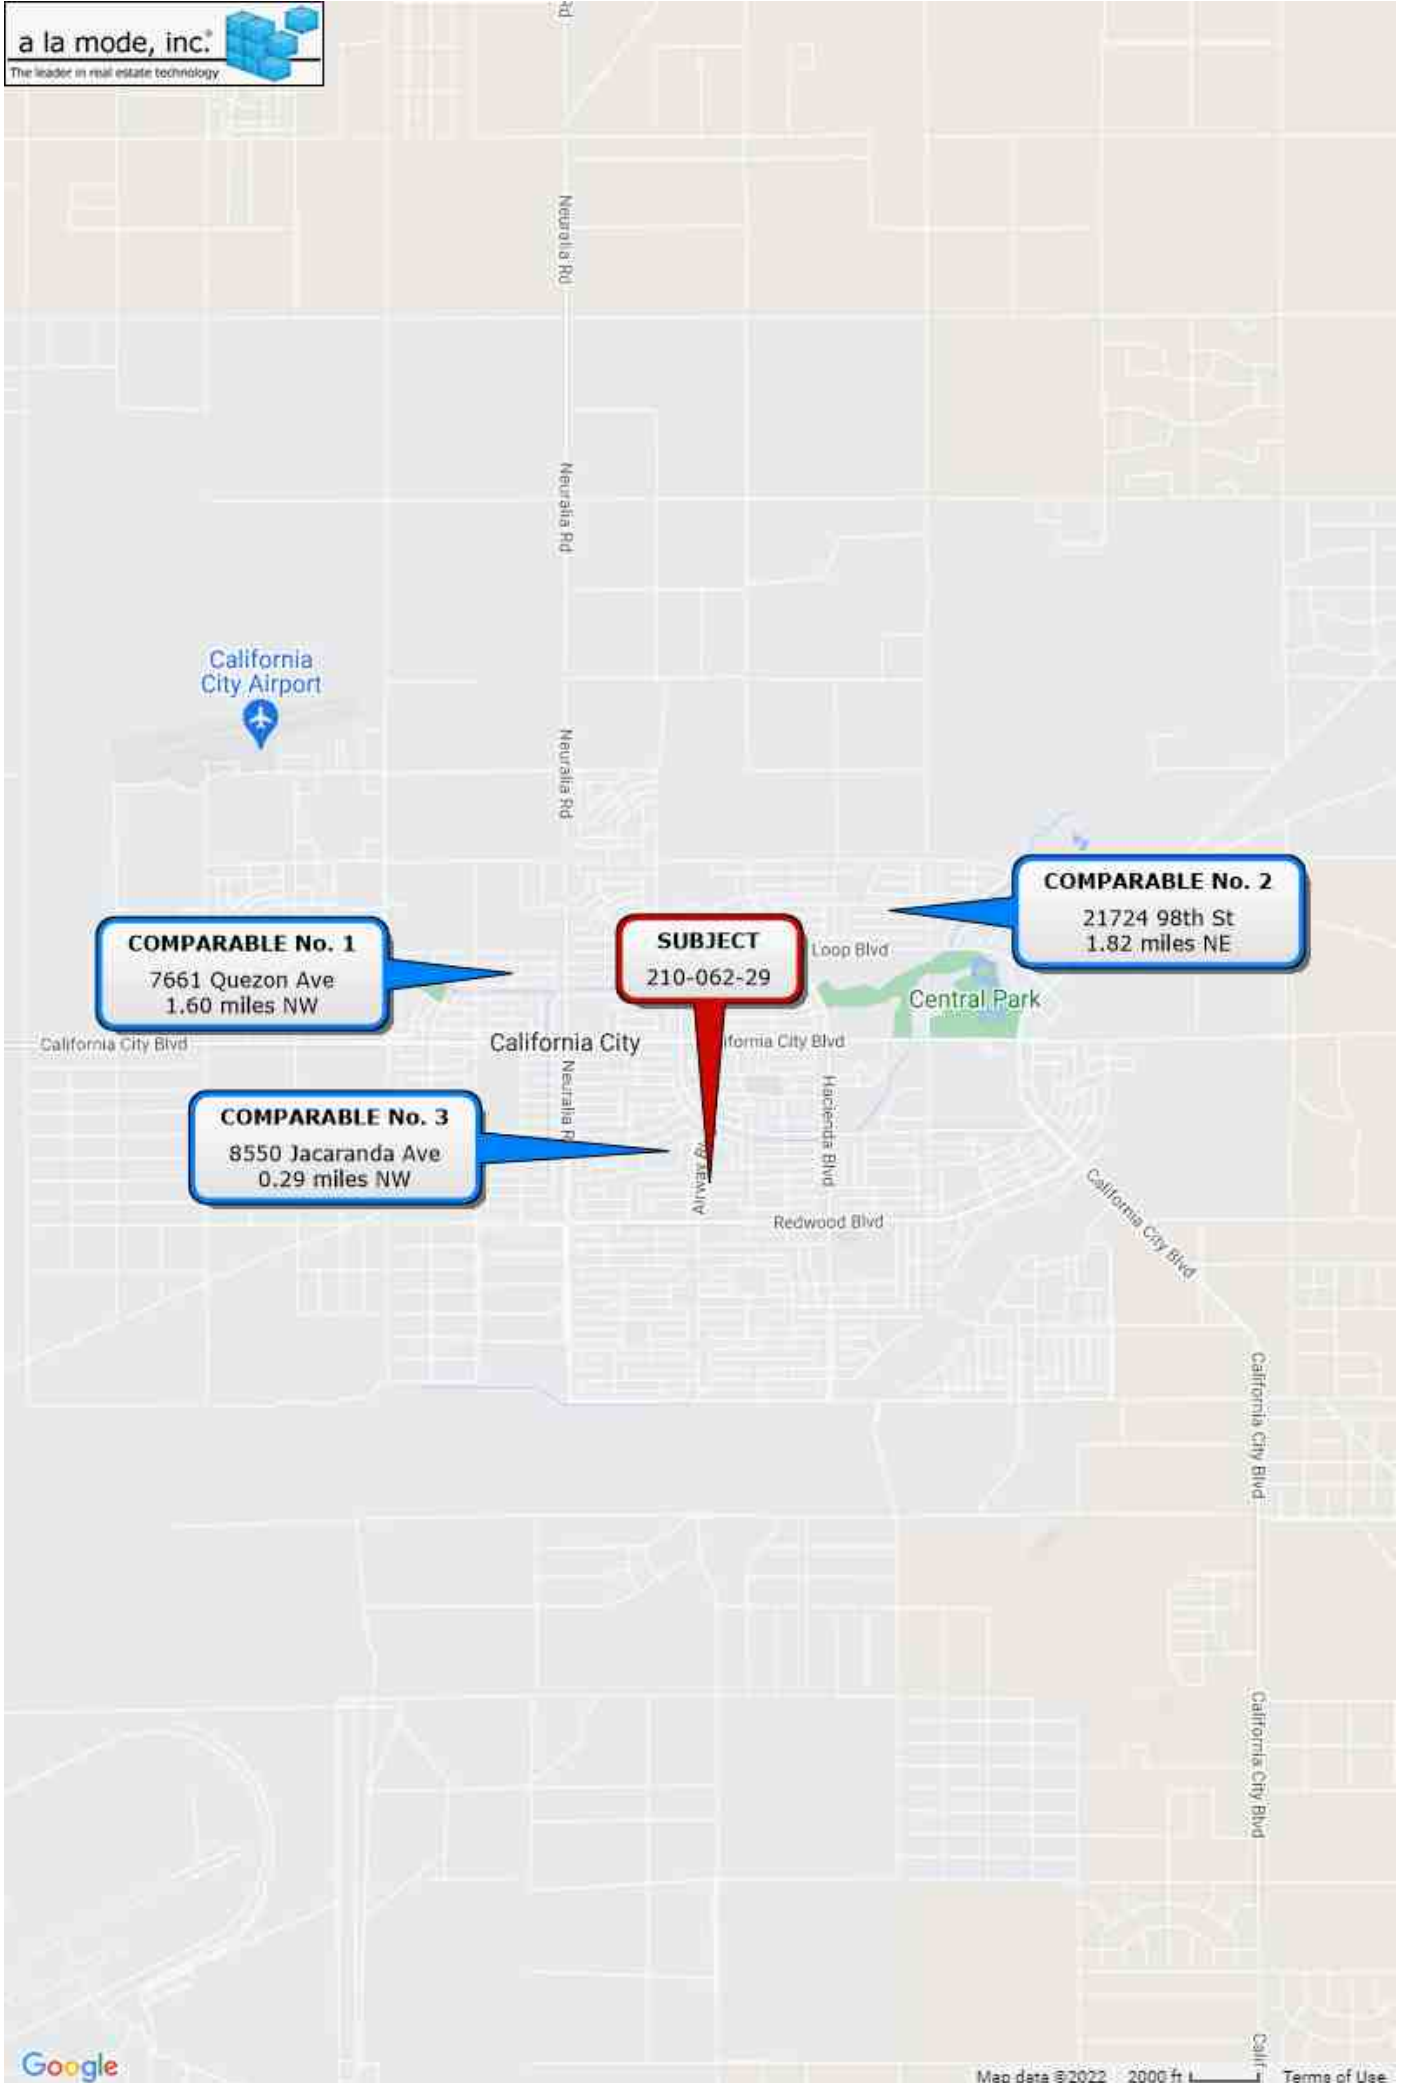 Rd
a la mode, inc.®
The leader in real estate technology
Neuralia Rd
Neuralia Rd
California
City Airport
Neuralia Rd
COMPARABLE No. 2
21724 98th St
1.82 miles NE
COMPARABLE No. 1
7661 Quezon Ave
1.60 miles NW
SUBJECT
210-062-29
Loop Blvd
Central Park
California City Blvd
California City
ifornia City Blvd
Neuralia R
Hacienda Blvd
COMPARABLE No. 3
8550 Jacaranda Ave
0.29 miles NW
Redwood Blvd
California City Blvd
California City Blvd
California City Blvd
Calif
Google
Map data ©2022
2000 ft
Terms of Use